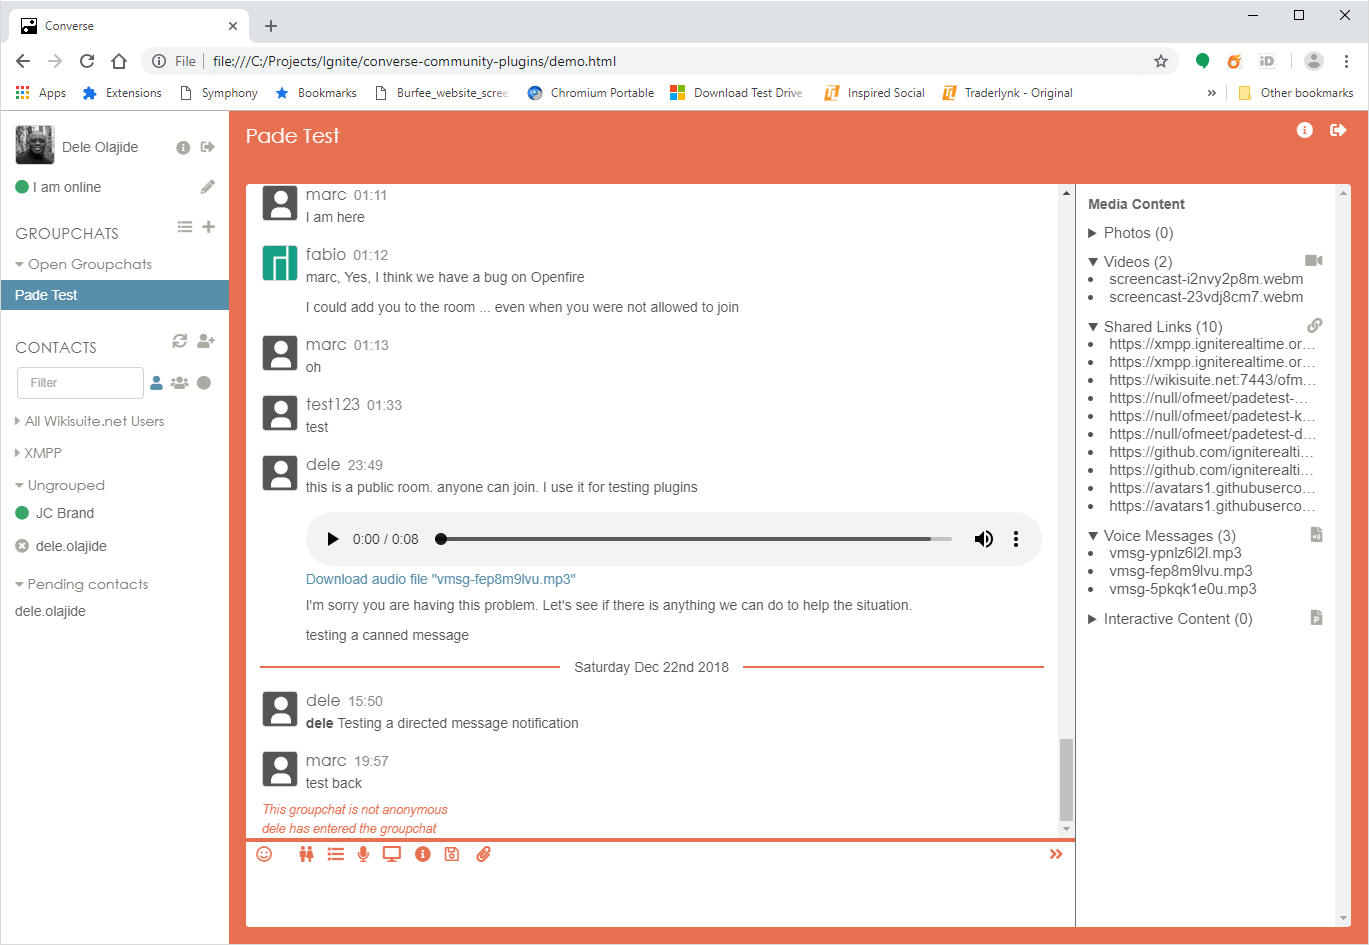 Converse
File
file:///C:/Projects/Ignite/converse-community-plugins/demo.html
Apps
Extensions
Symphony
Bookmarks
Burfee_website_scree
Chromium Portable
Download Test Drive
Inspired Social
Traderlynk - Original
»
Other bookmarks
Dele Olajide
I am online
GROUPCHATS
Open Groupchats
Pade Test
CONTACTS
Filter
All Wikisuite.net Users
XMPP
Ungrouped
JC Brand
dele.olajide
Pending contacts
dele.olajide
Pade Test
marc 01:11
I am here
fabio 01:12
marc, Yes, I think we have a bug on Openfire
I could add you to the room ... even when you were not allowed to join
marc 01:13
oh
test123 01:33
test
dele 23:49
this is a public room. anyone can join. I use it for testing plugins
0:00 / 0:08
Download audio file "vmsg-fep8m9lvu.mp3"
I'm sorry you are having this problem. Let's see if there is anything we can do to help the situation.
testing a canned message
Saturday Dec 22nd 2018
dele 15:50
dele Testing a directed message notification
marc 19:57
test back
This groupchat is not anonymous
dele has entered the groupchat
Media Content
Photos (0)
Videos (2)
screencast-i2nvy2p8m.webm
screencast-23vdj8cm7.webm
Shared Links (10)
https://xmpp.igniterealtime.or...
https://xmpp.igniterealtime.or...
https://wikisuite.net:7443/ofm...
https://null/ofmeet/padetest-...
https://null/ofmeet/padetest-k...
https://null/ofmeet/padetest-d...
https://github.com/igniterealti...
https://github.com/igniterealti...
https://avatars1.githubuserco...
https://avatars1.githubuserco...
Voice Messages (3)
vmsg-ypnlz6l2l.mp3
vmsg-fep8m9lvu.mp3
vmsg-5pkqk1e0u.mp3
Interactive Content (0)